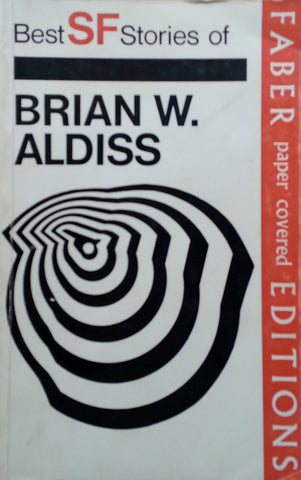 Best SF Stories of
BRIAN W.
ALDISS
FABER paper covered EDITIONS